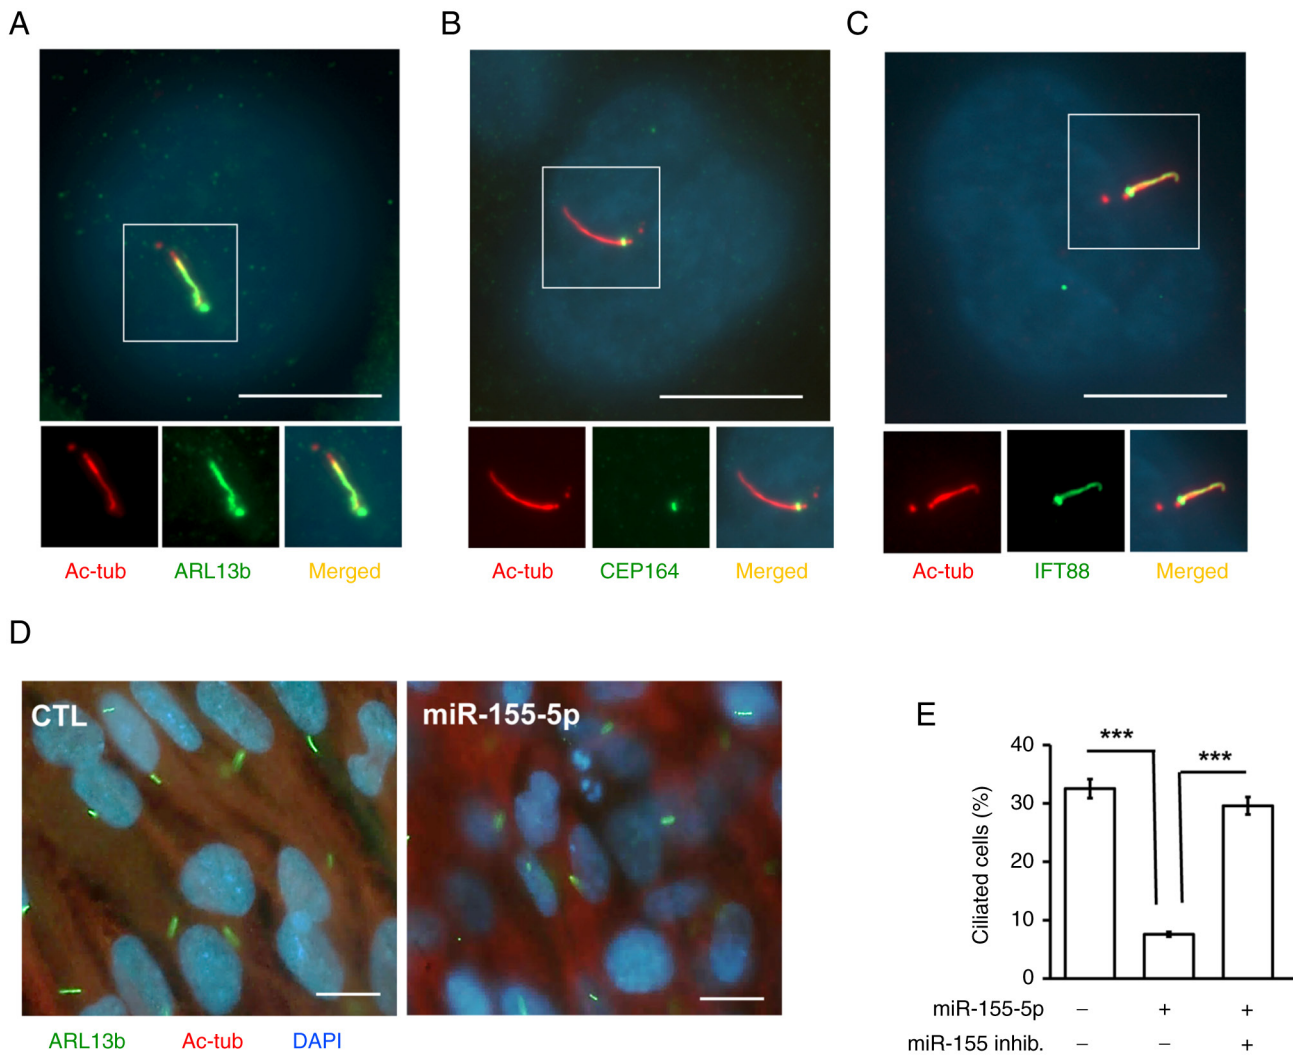 A
B
C
Ac-tub ARL13b Merged
Ac-tub CEP164 Merged
Ac-tub IFT88 Merged
D
CTL
miR-155-5p
ARL13b Ac-tub DAPI
E
***
***
40
30
20
10
0
Ciliated cells (%)
miR-155-5p − + +
miR-155 inhib. − − +